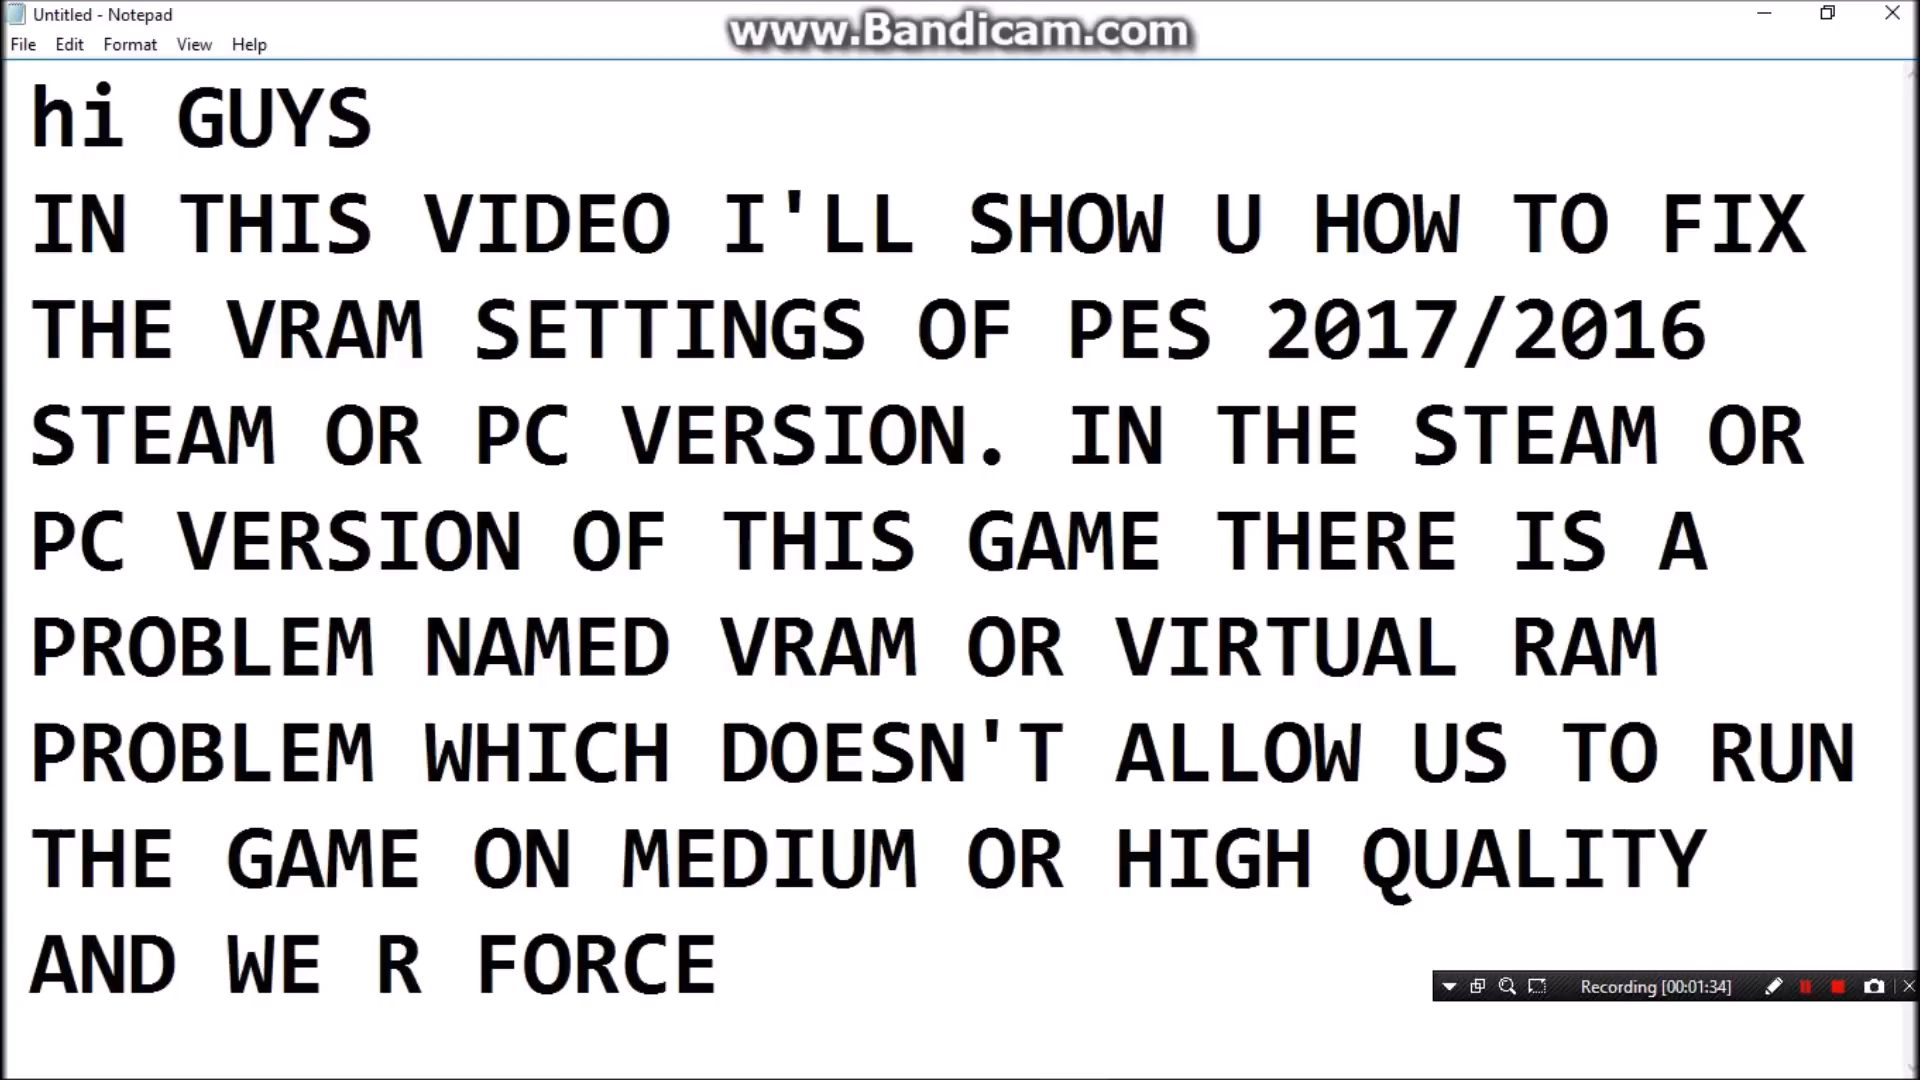 Untitled - Notepad
www.Bandicam.com
File Edit Format View Help
hi GUYS
IN THIS VIDEO I'LL SHOW U HOW TO FIX
THE VRAM SETTINGS OF PES 2017/2016
STEAM OR PC VERSION. IN THE STEAM OR
PC VERSION OF THIS GAME THERE IS A
PROBLEM NAMED VRAM OR VIRTUAL RAM
PROBLEM WHICH DOESN'T ALLOW US TO RUN
THE GAME ON MEDIUM OR HIGH QUALITY
AND WE R FORCE
Recording [00:01:34]